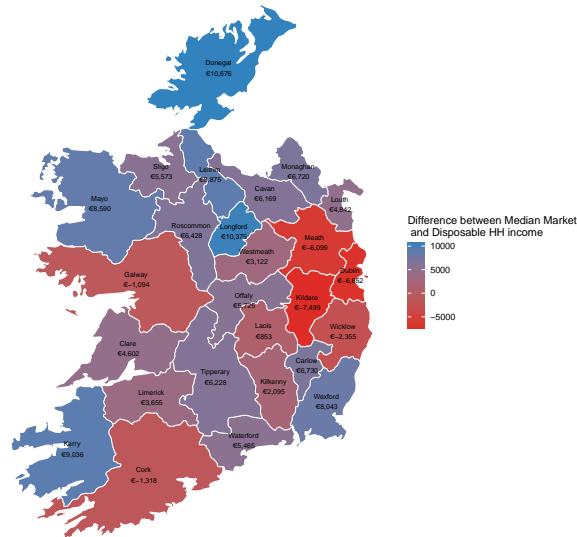 Donegal
€10,676
Sligo
€5,573
Leitrim
€8,875
Monaghan
€6,720
Cavan
€6,169
Louth
€4,842
Mayo
€8,590
Roscommon
€6,428
Longford
€10,375
Meath
€−6,099
Westmeath
€3,122
Dublin
€−6,852
Galway
€−1,094
Offaly
€5,725
Kildare
€−7,499
Laois
€853
Wicklow
€−2,355
Clare
€4,602
Tipperary
€6,228
Carlow
€6,730
Kilkenny
€2,095
Limerick
€3,655
Wexford
€8,043
Waterford
€5,465
Kerry
€9,036
Cork
€−1,318
Difference between Median Market
and Disposable HH income
10000
5000
0
−5000